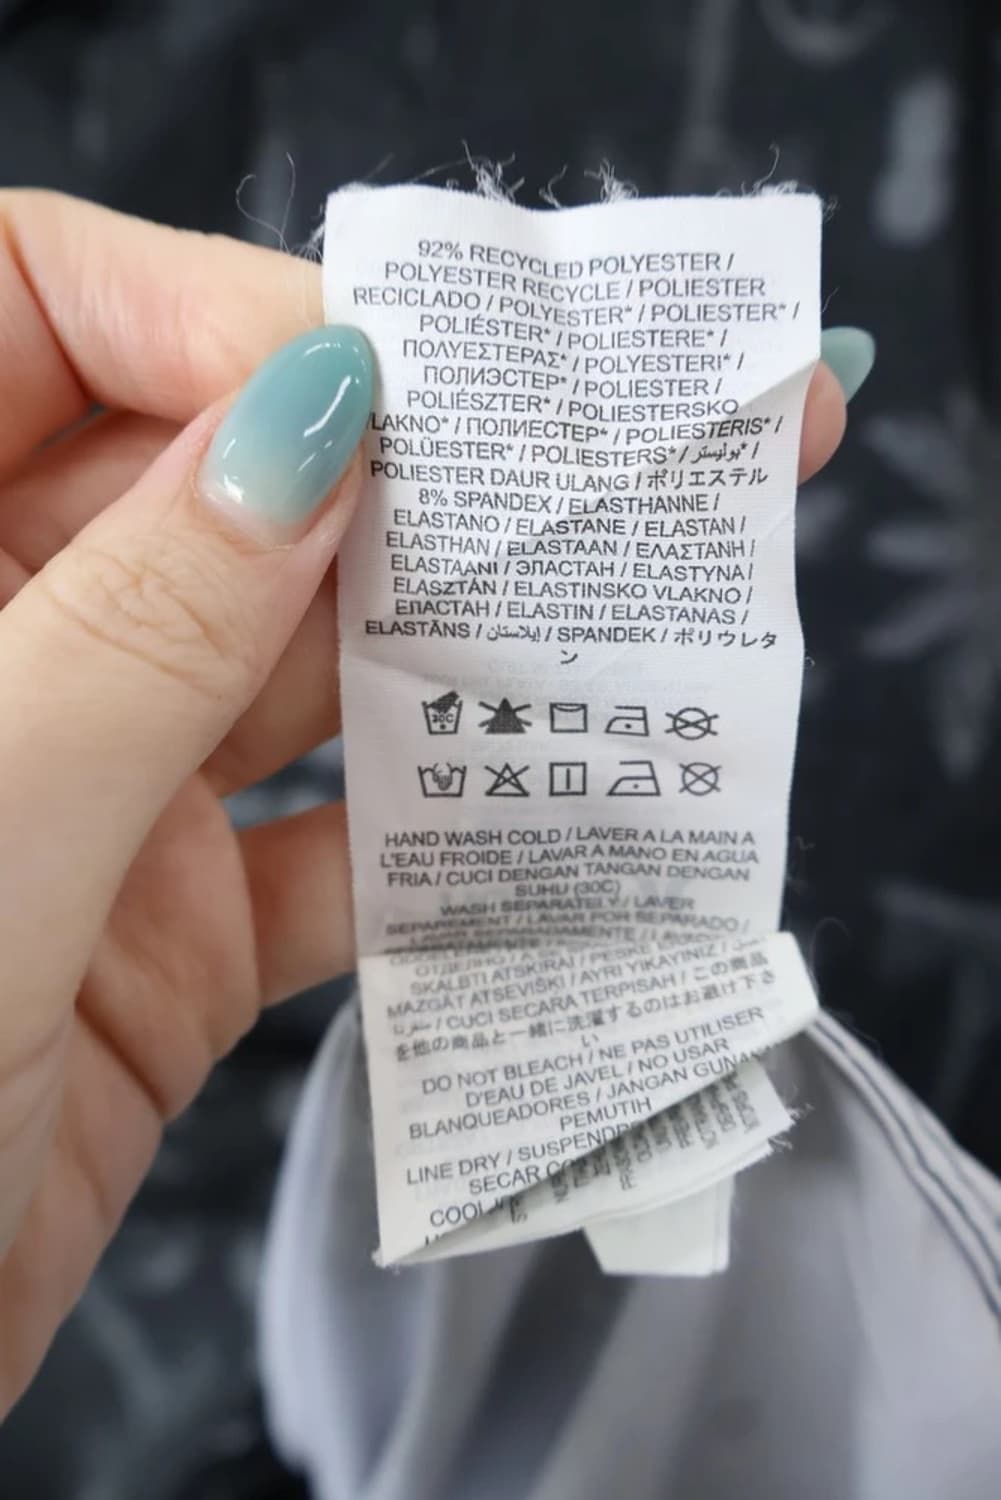 92% RECYCLED POLYESTER /
POLYESTER RECYCLE / POLIESTER
RECICLADO / POLYESTER* / POLIESTER* /
POLIÉSTER* / POLIESTERE* /
ΠΟΛΥΕΣΤΕΡΑΣ* / POLYESTERI* /
ПОЛИЭСТЕР* / POLIESTER /
POLIÉSZTER* / POLIESTERSKO
VLAKNO* / ПОЛИЕСТЕР* / POLIESTERIS* /
POLÜESTER* / POLIESTERS* / بوليستر* /
POLIESTER DAUR ULANG / ポリエステル
8% SPANDEX / ELASTHANNE /
ELASTANO / ELASTANE / ELASTAN /
ELASTHAN / ELASTAAN / ΕΛΑΣΤΑΝΗ /
ELASTAANI / ЭЛАСТАН / ELASTYNA /
ELASZTÁN / ELASTINSKO VLAKNO /
ЕЛАСТАН / ELASTIN / ELASTANAS /
ELASTĀNS / إيلاستان / SPANDEK / ポリウレタ
ン
30C
HAND WASH COLD / LAVER A LA MAIN A
L'EAU FROIDE / LAVAR A MANO EN AGUA
FRIA / CUCI DENGAN TANGAN DENGAN
SUHU (30C)
WASH SEPARATELY / LAVER
SEPAREMENT / LAVAR POR SEPARADO /
SKALBTI ATSKIRAI / AYRI YIKAYINIZ /
MAZGĀT ATSEVIŠĶI / CUCI SECARA TERPISAH / この商品
を他の商品と一緒に洗濯するのはお避け下さ
い
DO NOT BLEACH / NE PAS UTILISER
D'EAU DE JAVEL / NO USAR
BLANQUEADORES / JANGAN GUNAKAN
PEMUTIH
LINE DRY /
SECAR
COOL